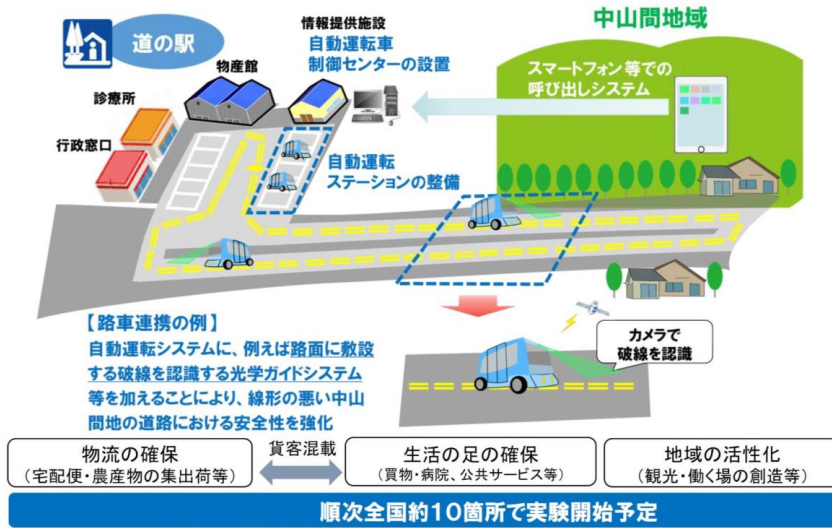 道の駅
情報提供施設
自動運転車
制御センターの設置
中山間地域
スマートフォン等での
呼び出しシステム
物産館
診療所
行政窓口
自動運転
ステーションの整備
【路車連携の例】
自動運転システムに、例えば路面に敷設
する破線を認識する光学ガイドシステム
等を加えることにより、線形の悪い中山
間地の道路における安全性を強化
カメラで
破線を認識
物流の確保
(宅配便・農産物の集出荷等)
貨客混載
生活の足の確保
(買物・病院、公共サービス等)
地域の活性化
(観光・働く場の創造等)
順次全国約10箇所で実験開始予定